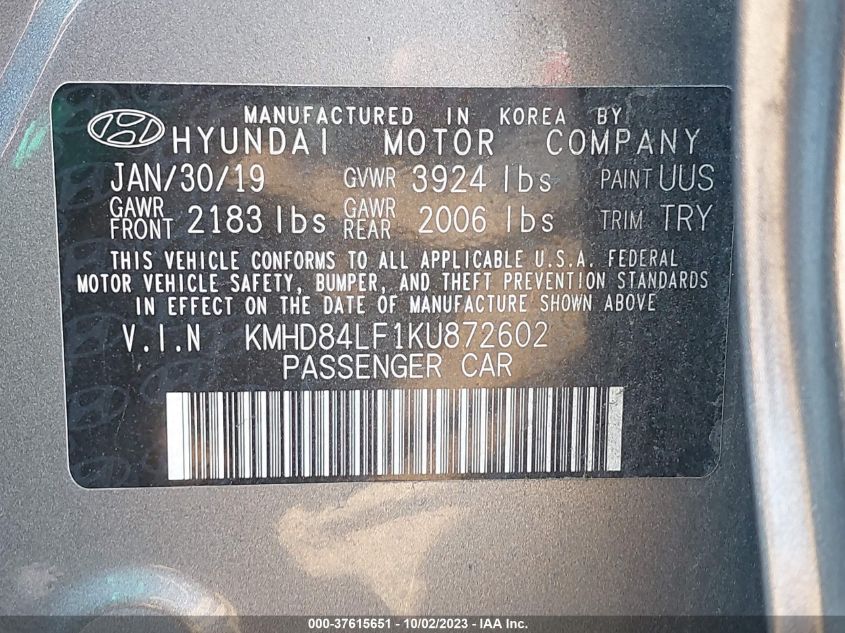 MANUFACTURED IN KOREA BY
HYUNDAI MOTOR COMPANY
JAN/30/19 GVWR 3924 lbs PAINT UUS
GAWR FRONT 2183 lbs GAWR REAR 2006 lbs TRIM TRY
THIS VEHICLE CONFORMS TO ALL APPLICABLE U.S.A. FEDERAL
MOTOR VEHICLE SAFETY, BUMPER, AND THEFT PREVENTION STANDARDS
IN EFFECT ON THE DATE OF MANUFACTURE SHOWN ABOVE
V.I.N KMHD84LF1KU872602
PASSENGER CAR
000-37615651 - 10/02/2023 - IAA Inc.